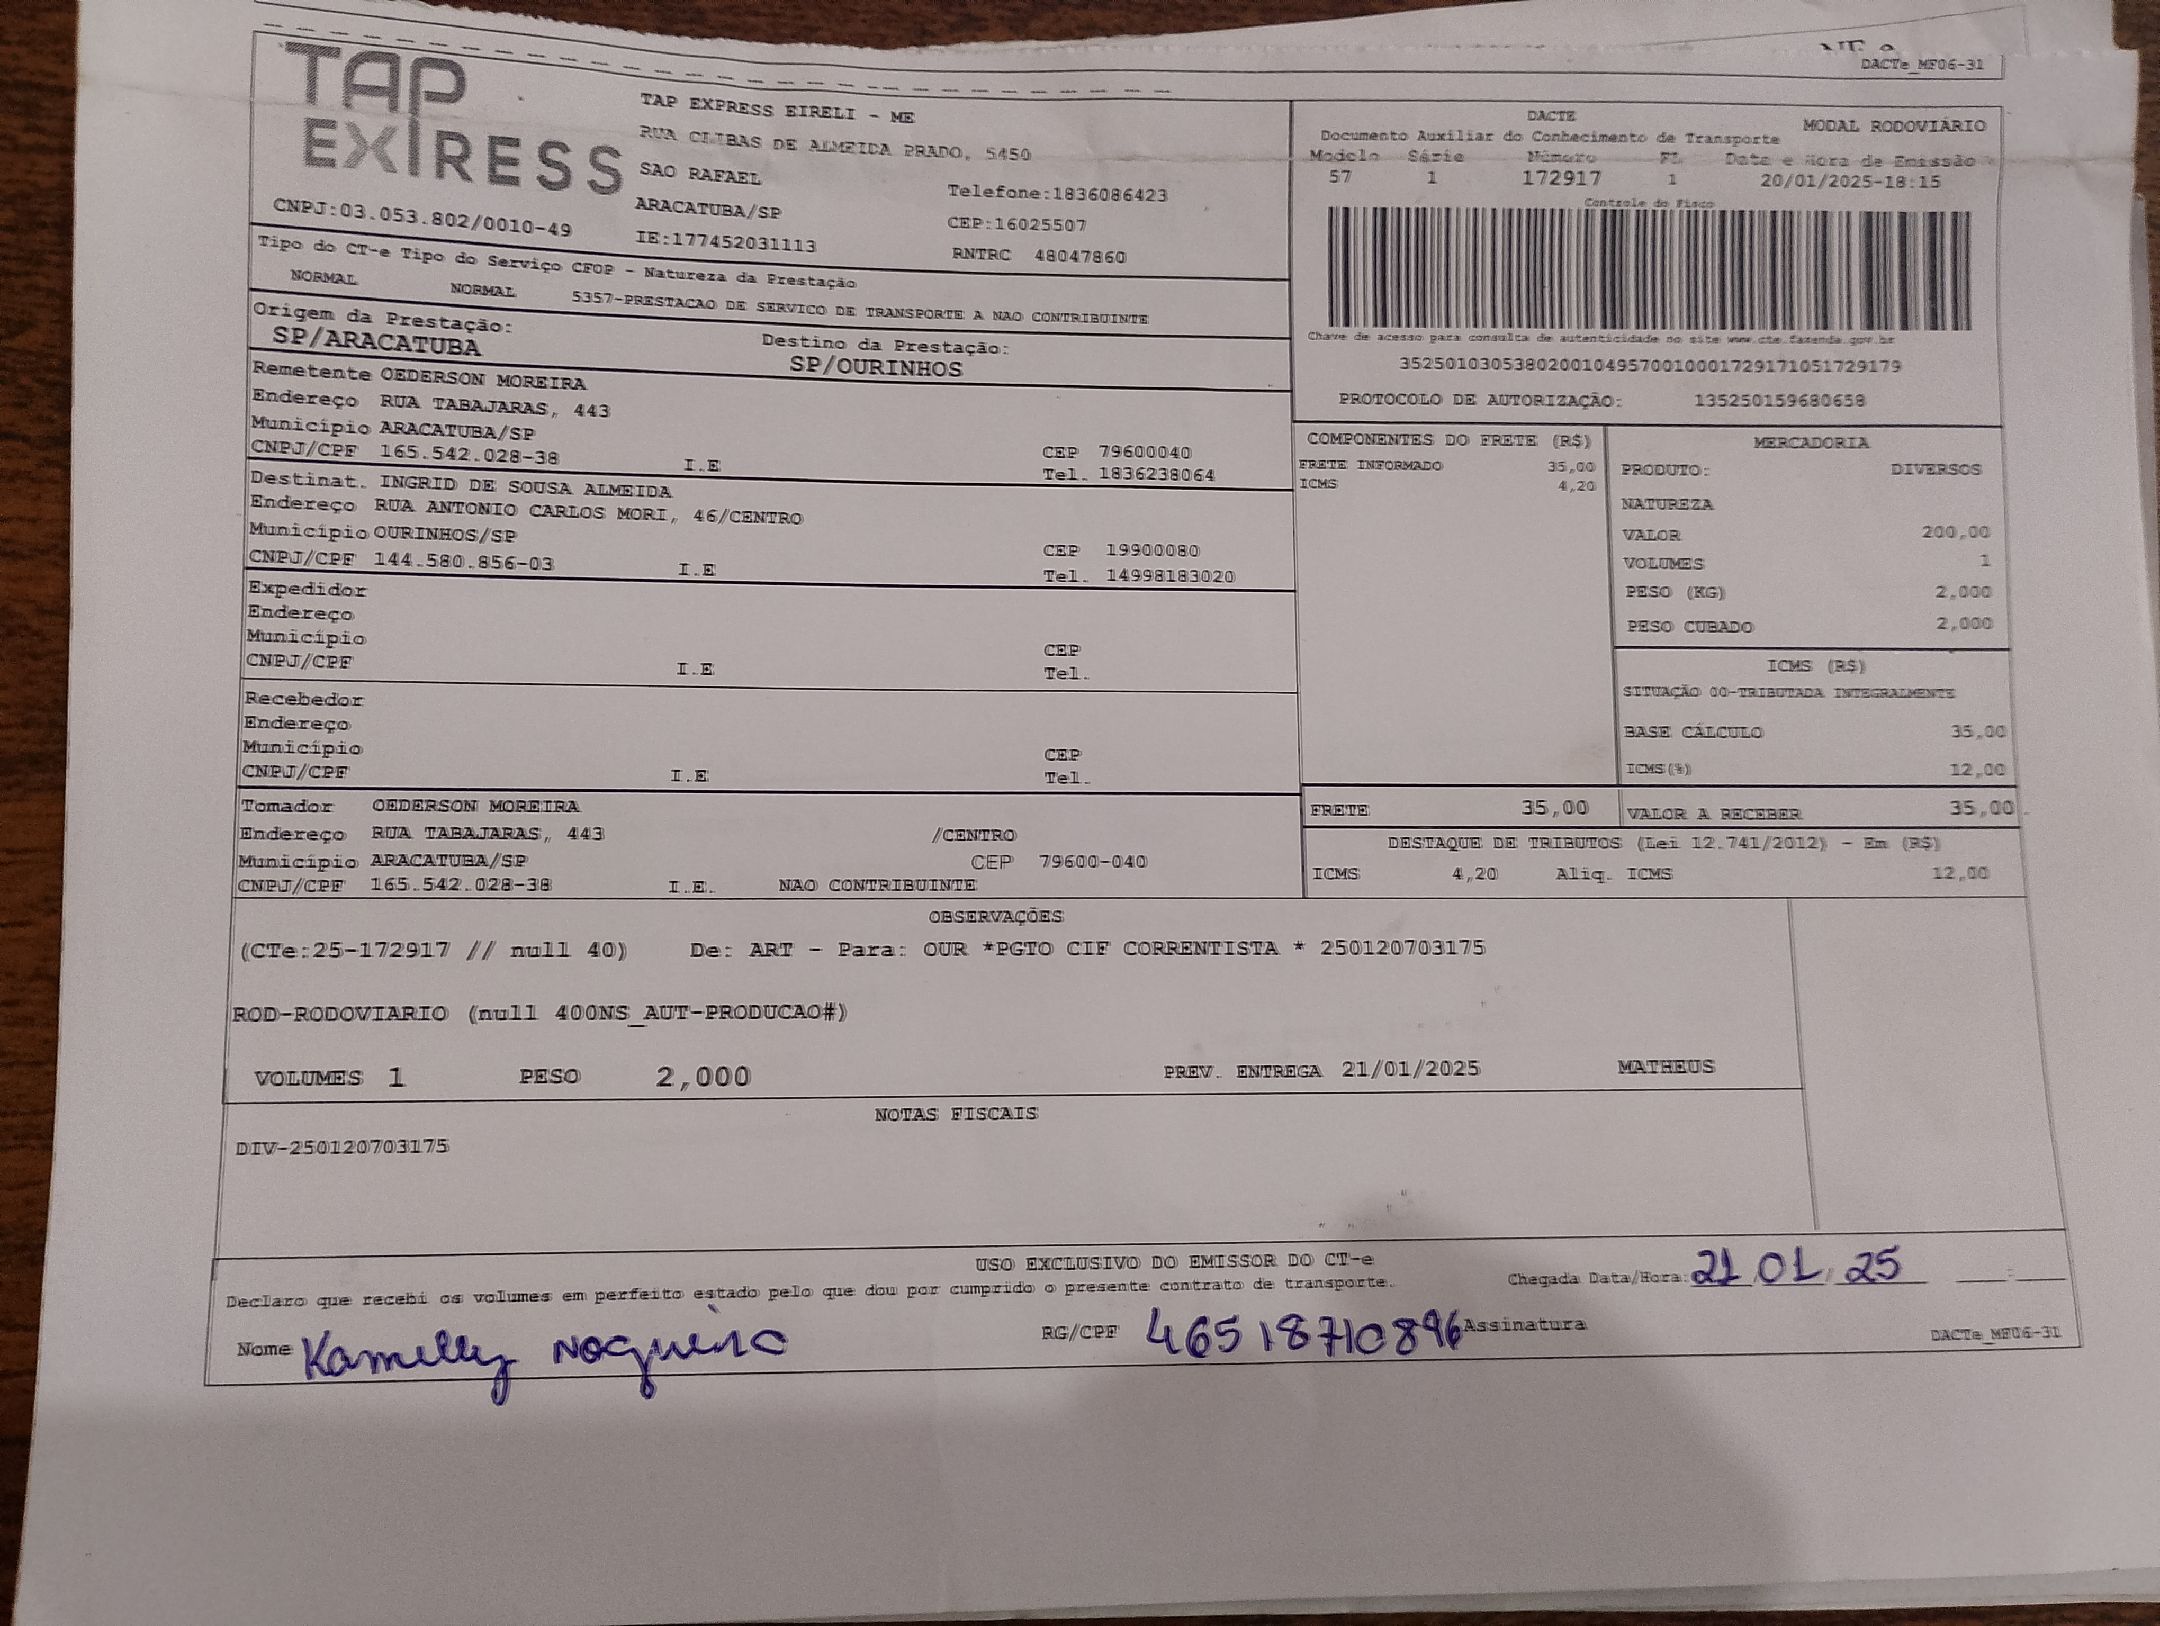 DACTe_MF06-31
TAP
EXIRESS
CNPJ:03.053.802/0010-49
TAP EXPRESS EIRELI - ME
RUA CLIBAS DE ALMEIDA PRADO, 5450
SAO RAFAEL
ARACATUBA/SP
IE:177452031113
Telefone:1836086423
CEP:16025507
RNTRC 48047860
DACTE
MODAL RODOVIÁRIO
Documento Auxiliar do Conhecimento de Transporte
Modelo Série Número FL Data e Hora de Emissão
57 1 172917 1 20/01/2025-18:15
Controle do Fisco
Chave de acesso para consulta de autenticidade no site www.cte.fazenda.gov.br
35250103053802001049570010001729171051729179
PROTOCOLO DE AUTORIZAÇÃO: 135250159680658
Tipo do CT-e Tipo do Serviço CFOP - Natureza da Prestação
NORMAL NORMAL 5357-PRESTACAO DE SERVICO DE TRANSPORTE A NAO CONTRIBUINTE
Origem da Prestação: Destino da Prestação:
SP/ARACATUBA SP/OURINHOS
Remetente OEDERSON MOREIRA
Endereço RUA TABAJARAS, 443
Município ARACATUBA/SP CEP 79600040
CNPJ/CPF 165.542.028-38 I.E Tel. 1836238064
Destinat. INGRID DE SOUSA ALMEIDA
Endereço RUA ANTONIO CARLOS MORI, 46/CENTRO
Município OURINHOS/SP CEP 19900080
CNPJ/CPF 144.580.856-03 I.E Tel. 14998183020
Expedidor
Endereço
Município CEP
CNPJ/CPF I.E Tel.
Recebedor
Endereço
Município CEP
CNPJ/CPF I.E Tel.
Tomador OEDERSON MOREIRA
Endereço RUA TABAJARAS, 443 /CENTRO
Município ARACATUBA/SP CEP 79600-040
CNPJ/CPF 165.542.028-38 I.E. NAO CONTRIBUINTE
COMPONENTES DO FRETE (R$)
FRETE INFORMADO 35,00
ICMS 4,20
MERCADORIA
PRODUTO: DIVERSOS
NATUREZA
VALOR 200,00
VOLUMES 1
PESO (KG) 2,000
PESO CUBADO 2,000
ICMS (R$)
SITUAÇÃO 00-TRIBUTADA INTEGRALMENTE
BASE CÁLCULO 35,00
ICMS(%) 12,00
FRETE 35,00 VALOR A RECEBER 35,00
DESTAQUE DE TRIBUTOS (Lei 12.741/2012) - Em (R$)
ICMS 4,20 Aliq. ICMS 12,00
OBSERVAÇÕES
(CTe:25-172917 // null 40) De: ART - Para: OUR *PGTO CIF CORRENTISTA * 250120703175
ROD-RODOVIARIO (null 400NS_AUT-PRODUCAO#)
VOLUMES 1 PESO 2,000 PREV. ENTREGA 21/01/2025 MATHEUS
NOTAS FISCAIS
DIV-250120703175
USO EXCLUSIVO DO EMISSOR DO CT-e
Declaro que recebi os volumes em perfeito estado pelo que dou por cumprido o presente contrato de transporte. Chegada Data/Hora: 21 01 25
Nome Kamilly Nogueira RG/CPF 46518710896 Assinatura
DACTe_MF06-31